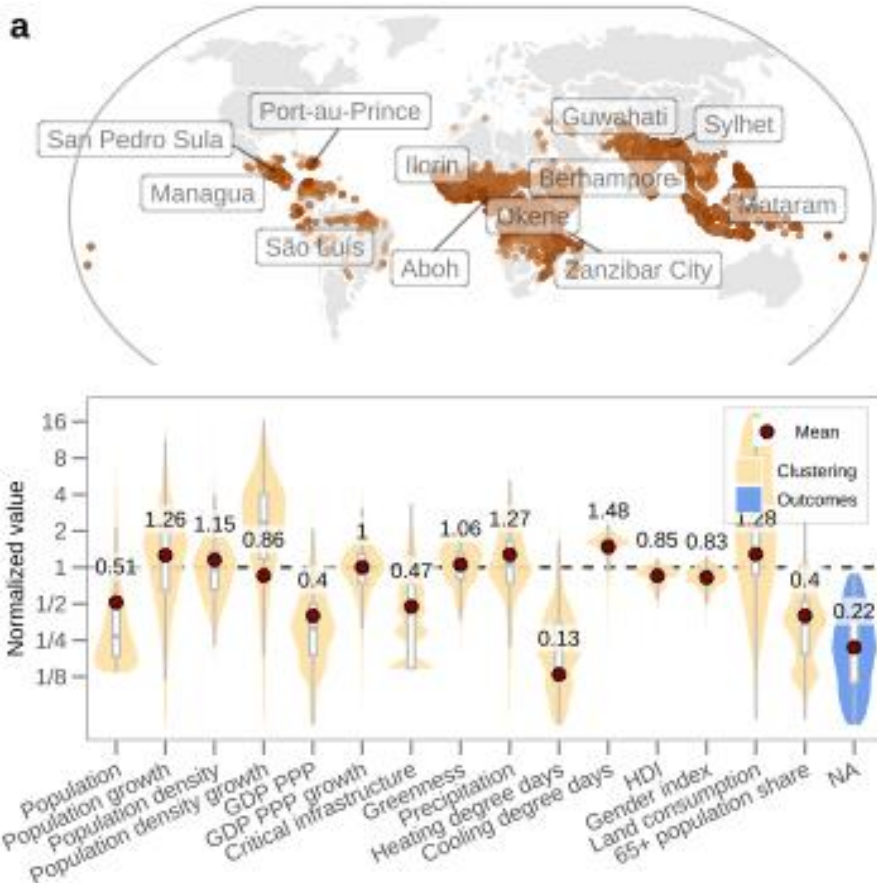 a
Port-au-Prince
Guwahati
Sylhet
San Pedro Sula
Ilorin
Berhampore
Managua
Mataram
Okene
São Luís
Aboh
Zanzibar City
Normalized value
16
8
4
2
1
1/2
1/4
1/8
Mean
Clustering
Outcomes
0.51
1.26
1.15
0.86
0.4
1
0.47
1.06
1.27
0.13
1.48
0.85
0.83
1.28
0.4
0.22
Population
Population growth
Population density
Population density growth
GDP PPP
GDP PPP growth
Critical infrastructure
Greenness
Precipitation
Heating degree days
Cooling degree days
HDI
Gender index
Land consumption
65+ population share
NA